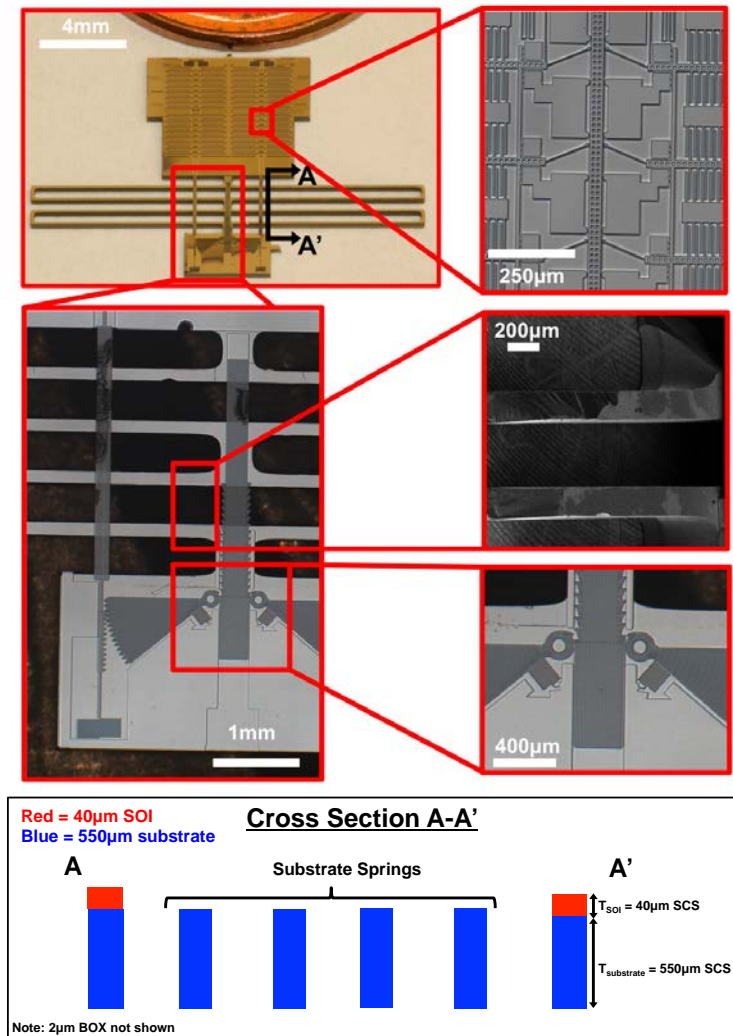 4mm
A
A'
250µm
200µm
1mm
400µm
Red = 40µm SOI
Blue = 550µm substrate
Cross Section A-A'
A
Substrate Springs
A'
T_SOI = 40µm SCS
T_substrate = 550µm SCS
Note: 2µm BOX not shown